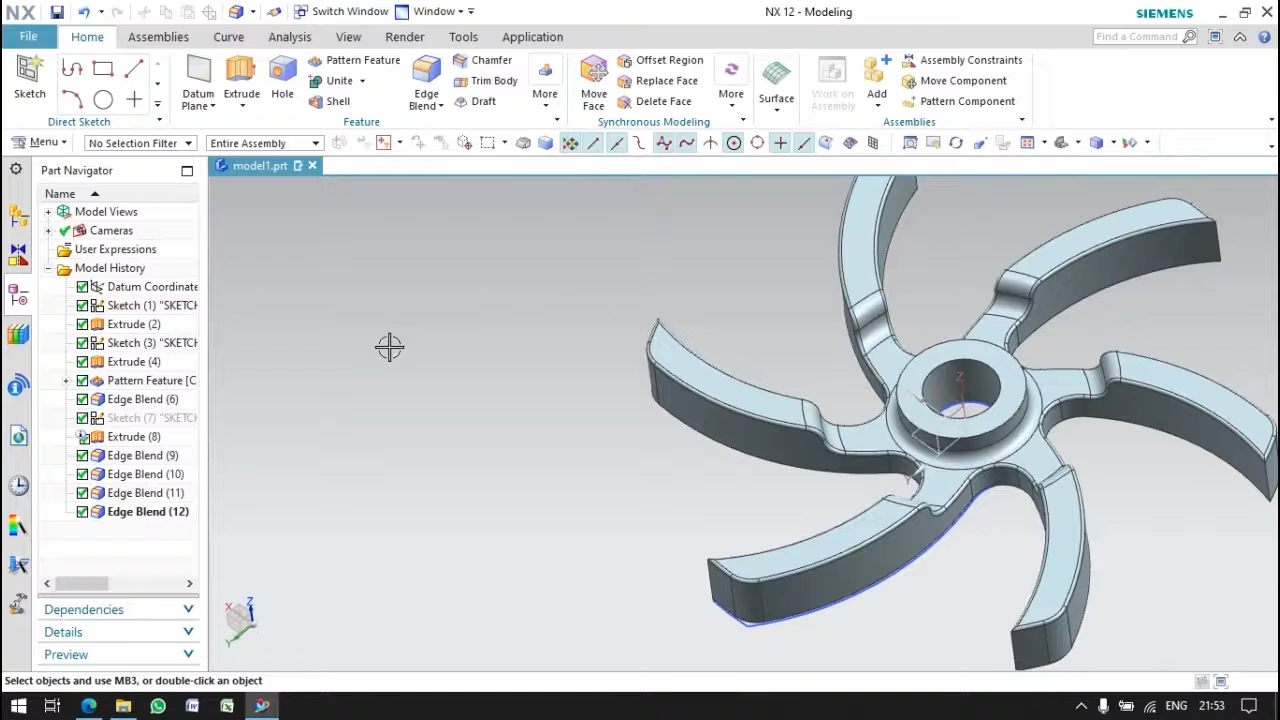 NX
Switch Window
Window
NX 12 - Modeling
SIEMENS
File
Home
Assemblies
Curve
Analysis
View
Render
Tools
Application
Find a Command
Sketch
Direct Sketch
Datum Plane
Extrude
Hole
Pattern Feature
Unite
Shell
Edge Blend
Chamfer
Trim Body
Draft
More
Feature
Move Face
Offset Region
Replace Face
Delete Face
More
Synchronous Modeling
Surface
Work on Assembly
Add
Assembly Constraints
Move Component
Pattern Component
Assemblies
Menu
No Selection Filter
Entire Assembly
Part Navigator
model1.prt
Name
Model Views
Cameras
User Expressions
Model History
Datum Coordinate
Sketch (1) "SKETCH
Extrude (2)
Sketch (3) "SKETCH
Extrude (4)
Pattern Feature [C
Edge Blend (6)
Sketch (7) "SKETCH
Extrude (8)
Edge Blend (9)
Edge Blend (10)
Edge Blend (11)
Edge Blend (12)
Dependencies
Details
Preview
Z
X
Z
Y
Select objects and use MB3, or double-click an object
ENG
21:53